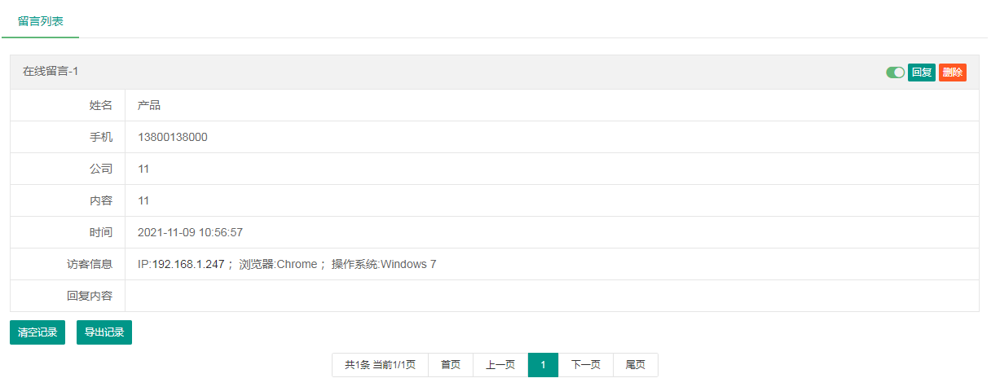 留言列表
在线留言-1 回复 删除
姓名 产品
手机 13800138000
公司 11
内容 11
时间 2021-11-09 10:56:57
访客信息 IP:192.168.1.247 ；浏览器:Chrome ；操作系统:Windows 7
回复内容
清空记录 导出记录
共1条 当前1/1页 首页 上一页 1 下一页 尾页